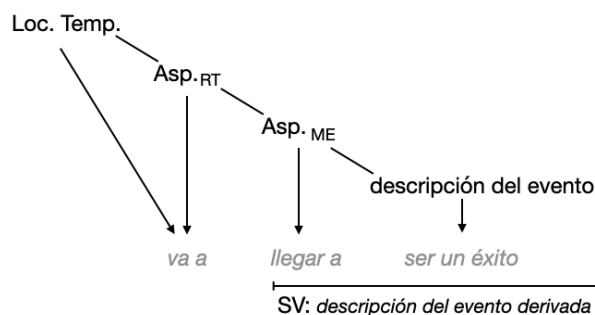 Loc. Temp.
Asp.RT
Asp. ME
descripción del evento
va a llegar a ser un éxito
SV: descripción del evento derivada